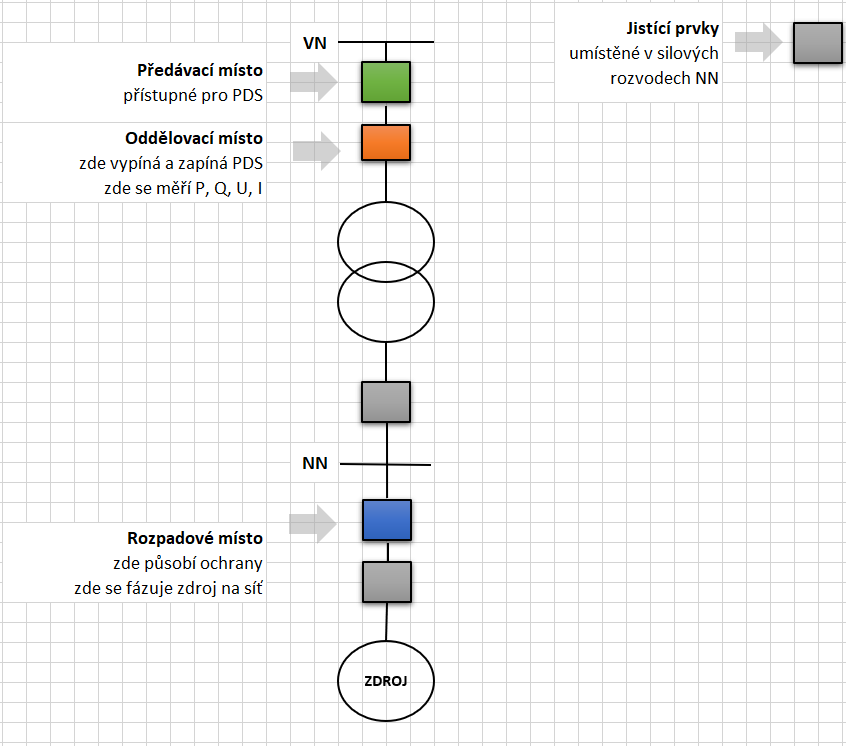 VN
Předávací místo
přístupné pro PDS
Oddělovací místo
zde vypíná a zapíná PDS
zde se měří P, Q, U, I
Jistící prvky
umístěné v silových
rozvodech NN
NN
Rozpadové místo
zde působí ochrany
zde se fázuje zdroj na síť
ZDROJ